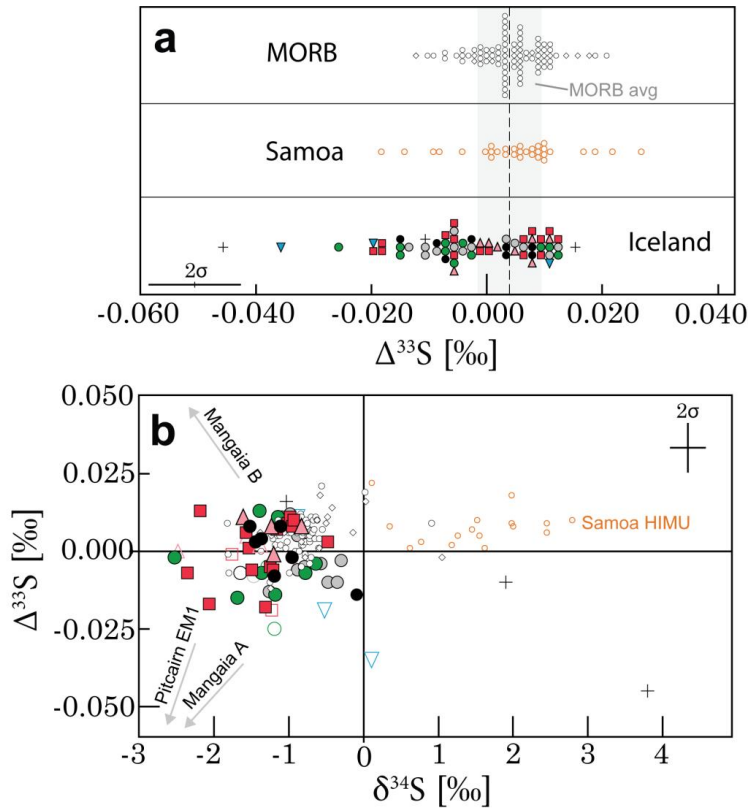 a
MORB
MORB avg
Samoa
Iceland
2σ
-0.060 -0.040 -0.020 0.000 0.020 0.040
Δ³³S [‰]
b
0.050
0.025
0.000
-0.025
-0.050
Δ³³S [‰]
Mangaia B
2σ
Samoa HIMU
Pitcairn EM1
Mangaia A
-3 -2 -1 0 1 2 3 4
δ³⁴S [‰]